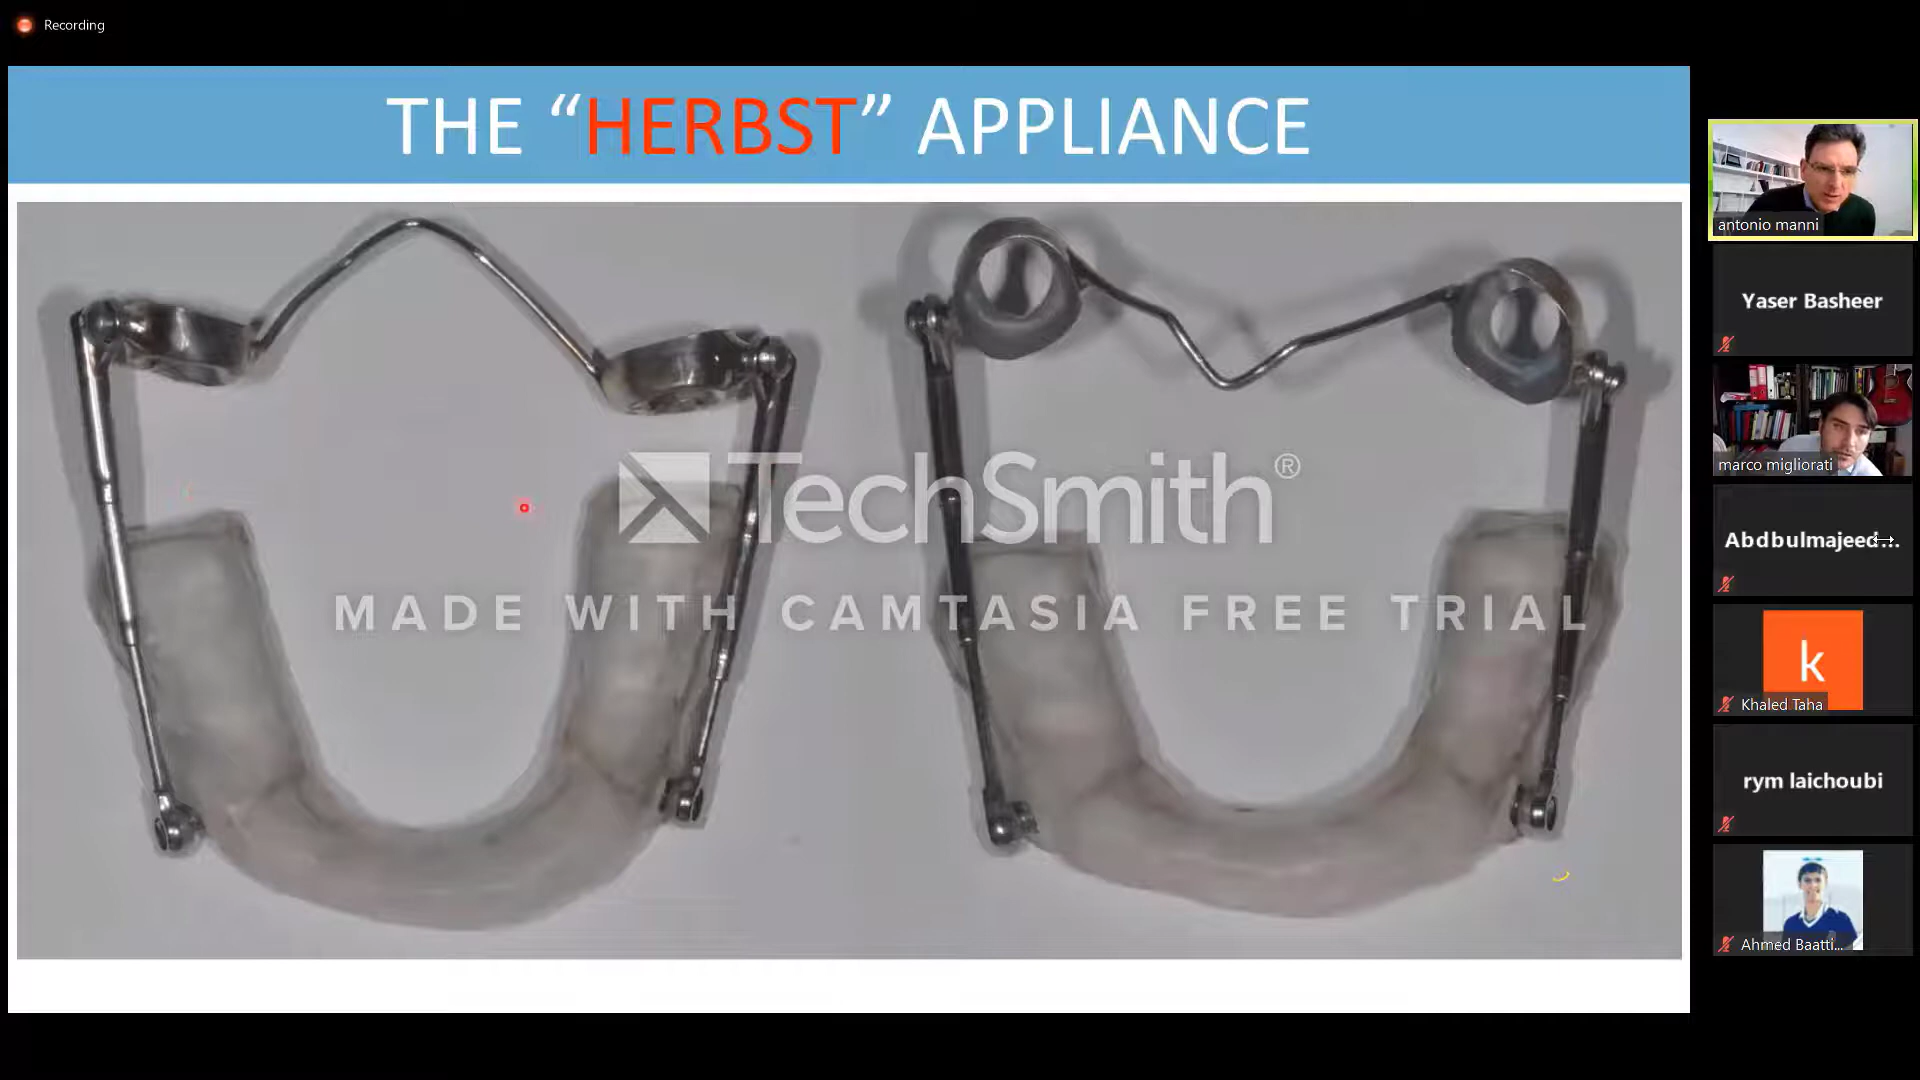 Recording
THE “HERBST” APPLIANCE
TechSmith®
MADE WITH CAMTASIA FREE TRIAL
antonio manni
Yaser Basheer
marco migliorati
Abdbulmajeed...
k
Khaled Taha
rym laichoubi
Ahmed Baatti...